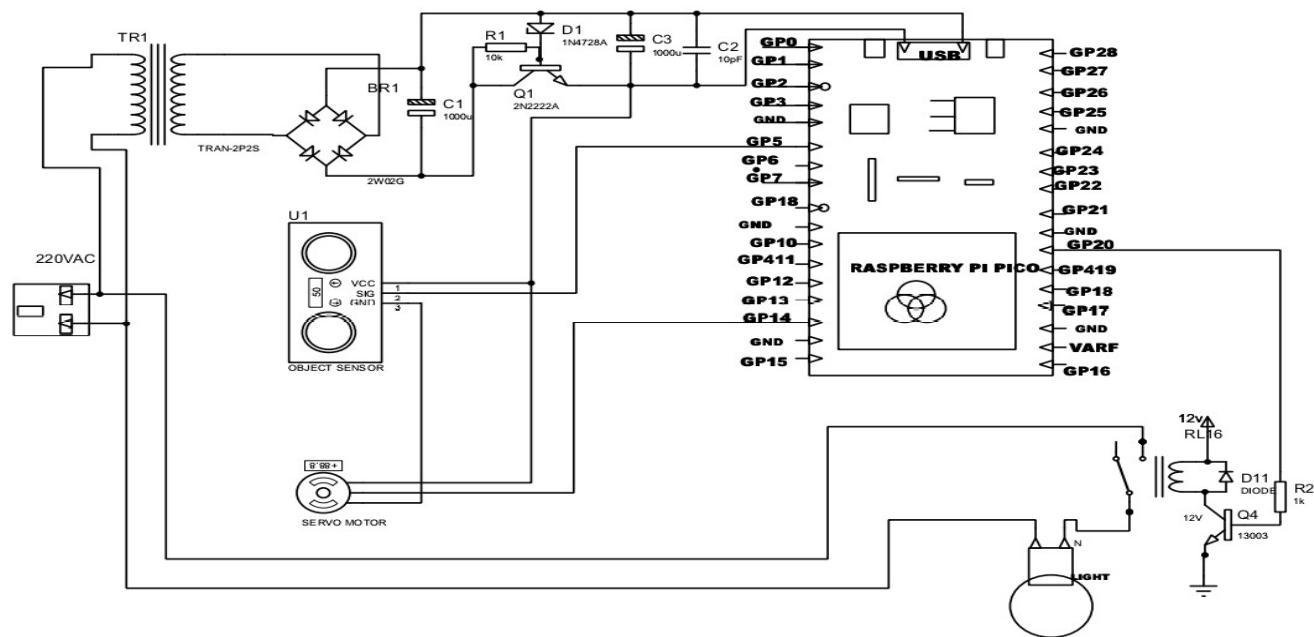 TR1
TRAN-2P2S
BR1
2W02G
C1
1000u
R1
10k
D1
1N4728A
Q1
2N2222A
C3
1000u
C2
10pF
220VAC
U1
50
VCC
SIG
GND
1
2
3
OBJECT SENSOR
+88.8
SERVO MOTOR
GP0
GP1
GP2
GP3
GND
GP5
GP6
GP7
GP18
GND
GP10
GP411
GP12
GP13
GP14
GND
GP15
USB
RASPBERRY PI PICO
GP28
GP27
GP26
GP25
GND
GP24
GP23
GP22
GP21
GND
GP20
GP419
GP18
GP17
GND
VARF
GP16
12v
RL16
D11
DIODE
R2
1k
12V
Q4
13003
N
LIGHT